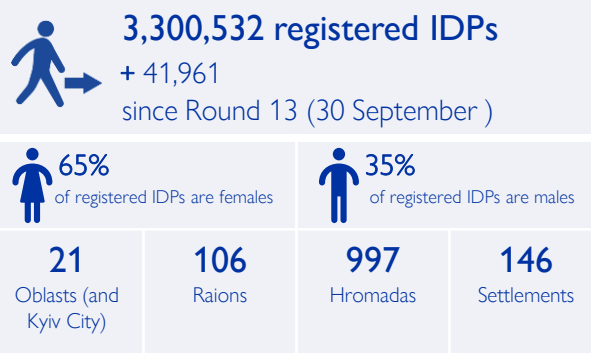 3,300,532 registered IDPs
+ 41,961
since Round 13 (30 September )
65%
of registered IDPs are females
35%
of registered IDPs are males
21
Oblasts (and
Kyiv City)
106
Raions
997
Hromadas
146
Settlements